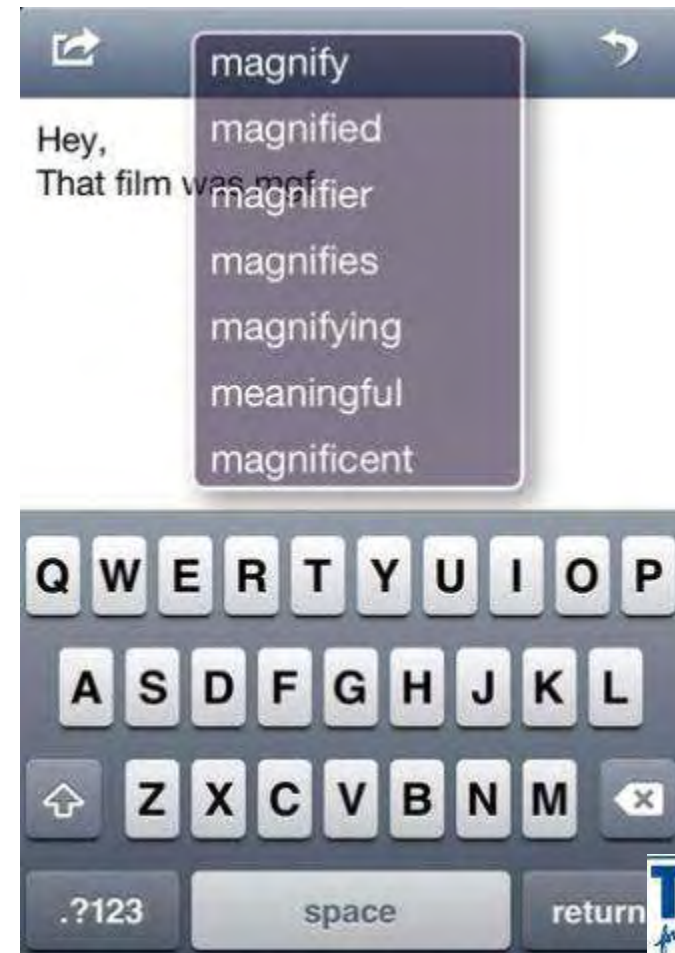 magnify
magnified
Hey,
That film was mgf
magnifier
magnifies
magnifying
meaningful
magnificent
Q W E R T Y U I O P
A S D F G H J K L
Z X C V B N M
.?123 space return